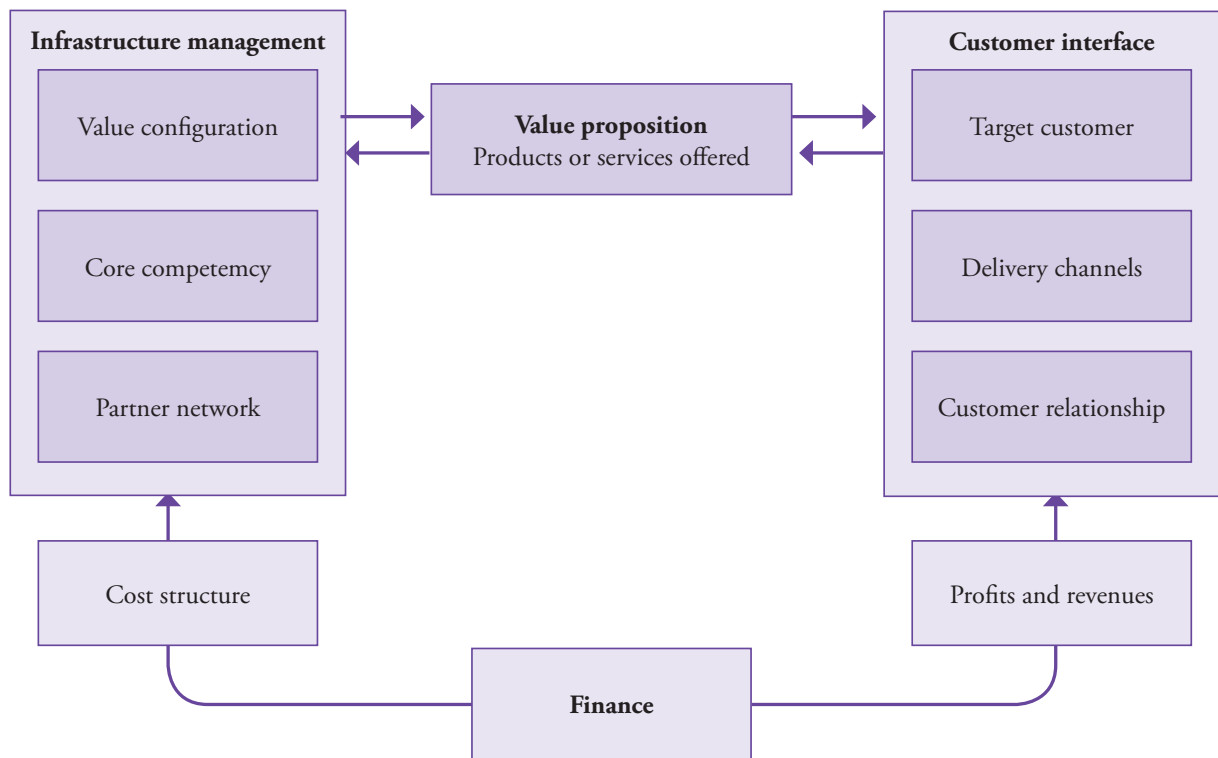 Infrastructure management
Value configuration
Core competemcy
Partner network
Value proposition
Products or services offered
Customer interface
Target customer
Delivery channels
Customer relationship
Cost structure
Profits and revenues
Finance